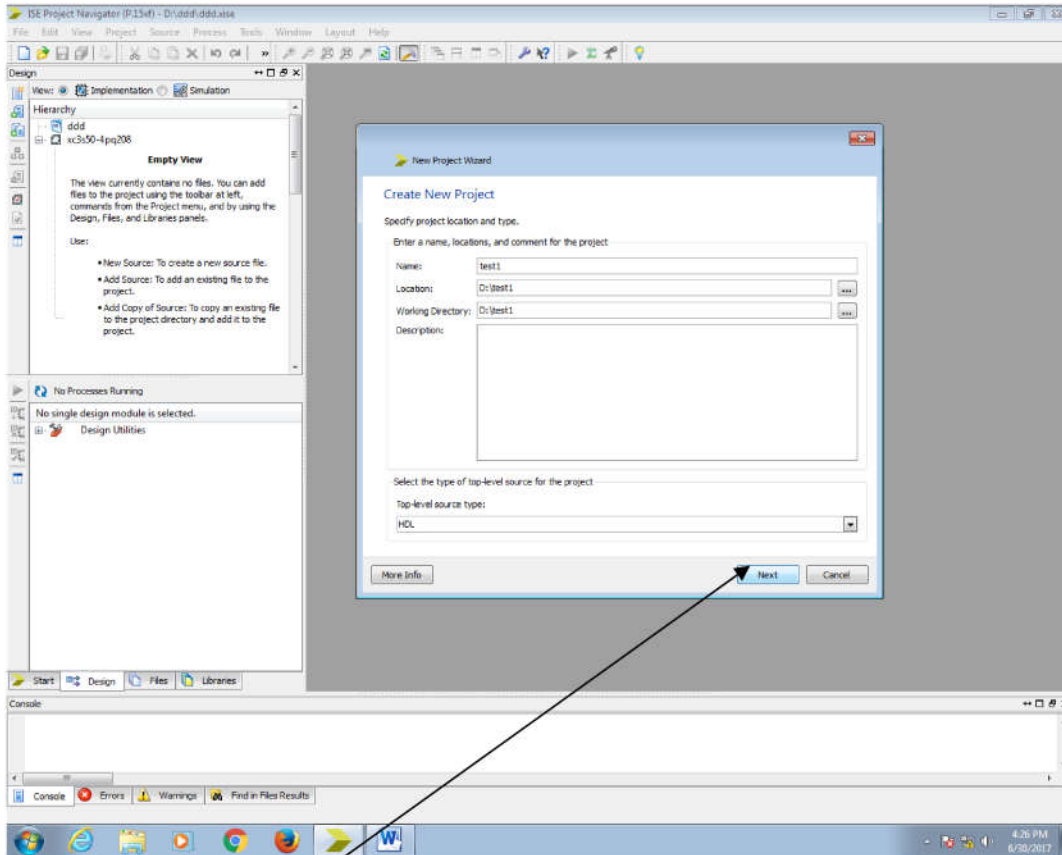 ISE Project Navigator (P.15xf) - D:\ddd\ddd.xise
File Edit View Project Source Process Tools Window Layout Help
Design
View: Implementation Simulation
Hierarchy
ddd
xc3s50-4pq208
Empty View
The view currently contains no files. You can add
files to the project using the toolbar at left,
commands from the Project menu, and by using the
Design, Files, and Libraries panels.
Use:
• New Source: To create a new source file.
• Add Source: To add an existing file to the
project.
• Add Copy of Source: To copy an existing file
to the project directory and add it to the
project.
No Processes Running
No single design module is selected.
Design Utilities
Start Design Files Libraries
New Project Wizard
Create New Project
Specify project location and type.
Enter a name, locations, and comment for the project
Name: test1
Location: D:\test1 ...
Working Directory: D:\test1 ...
Description:
Select the type of top-level source for the project
Top-level source type:
HDL
More Info Next Cancel
Console
Console Errors Warnings Find in Files Results
4:26 PM
6/30/2017